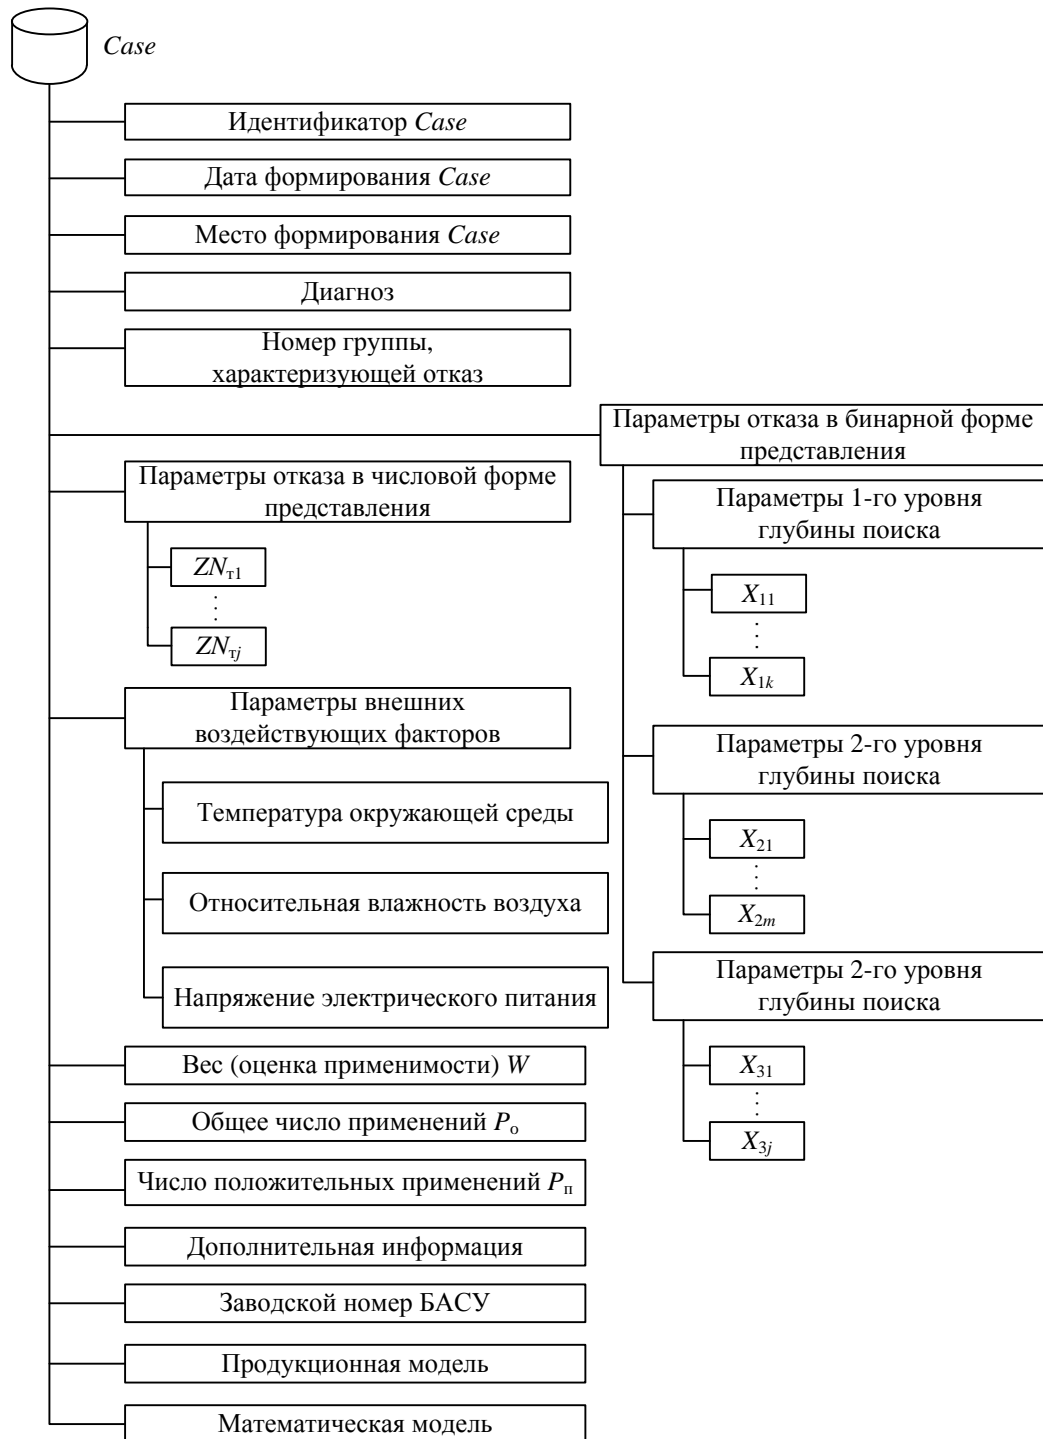 Case
Идентификатор Case
Дата формирования Case
Место формирования Case
Диагноз
Номер группы,
характеризующей отказ
Параметры отказа в бинарной форме
представления
Параметры 1-го уровня
глубины поиска
X11
⋮
X1k
Параметры 2-го уровня
глубины поиска
X21
⋮
X2m
Параметры 2-го уровня
глубины поиска
X31
⋮
X3j
Параметры отказа в числовой форме
представления
ZNт1
⋮
ZNтj
Параметры внешних
воздействующих факторов
Температура окружающей среды
Относительная влажность воздуха
Напряжение электрического питания
Вес (оценка применимости) W
Общее число применений Pо
Число положительных применений Pп
Дополнительная информация
Заводской номер БАСУ
Продукционная модель
Математическая модель